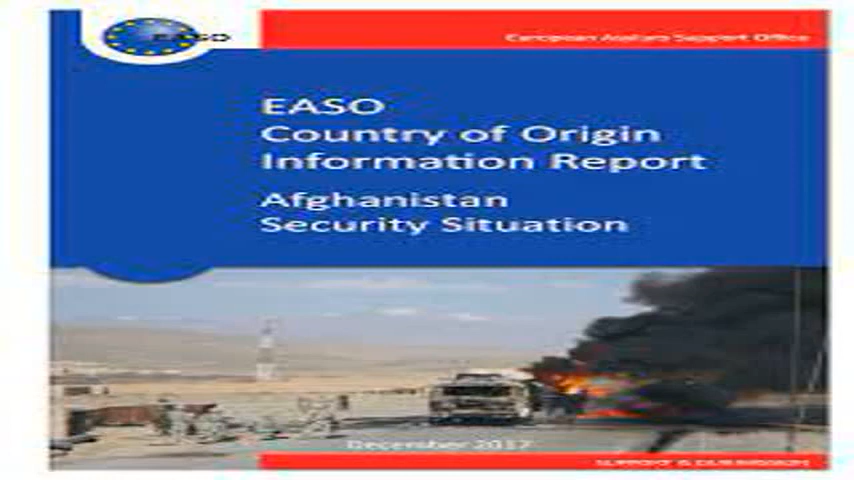 EASO
European Asylum Support Office
EASO
Country of Origin
Information Report
Afghanistan
Security Situation
December 2017
SUPPORT IS OUR MISSION